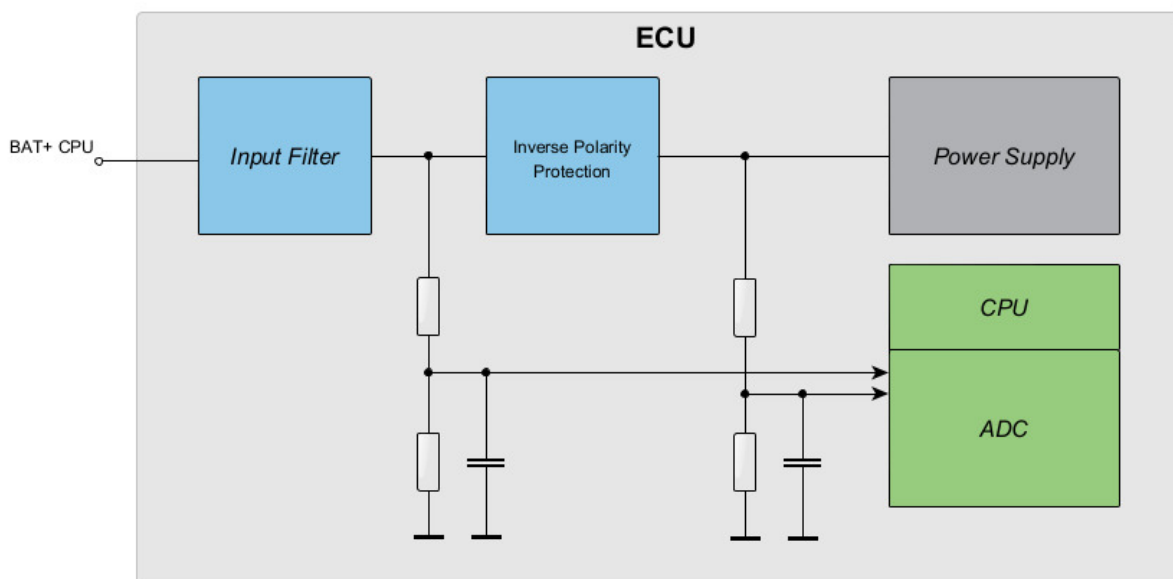 ECU
BAT+ CPU
Input Filter
Inverse Polarity
Protection
Power Supply
CPU
ADC